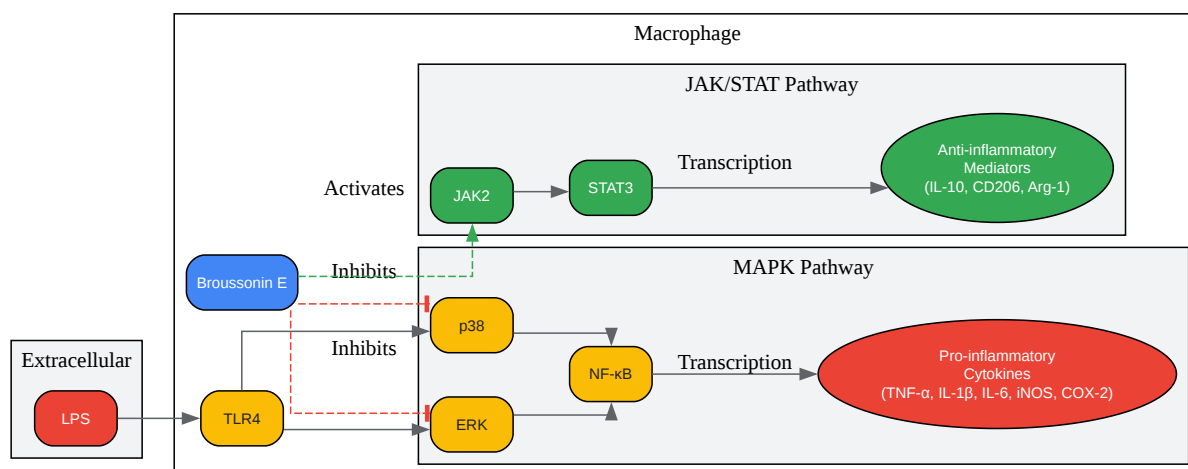 Macrophage
JAK/STAT Pathway
Anti-inflammatory
Mediators
(IL-10, CD206, Arg-1)
Transcription
STAT3
JAK2
Activates
MAPK Pathway
Inhibits
Broussonin E
p38
Inhibits
NF-κB
Transcription
Pro-inflammatory
Cytokines
(TNF-α, IL-1β, IL-6, iNOS, COX-2)
Extracellular
LPS
TLR4
ERK